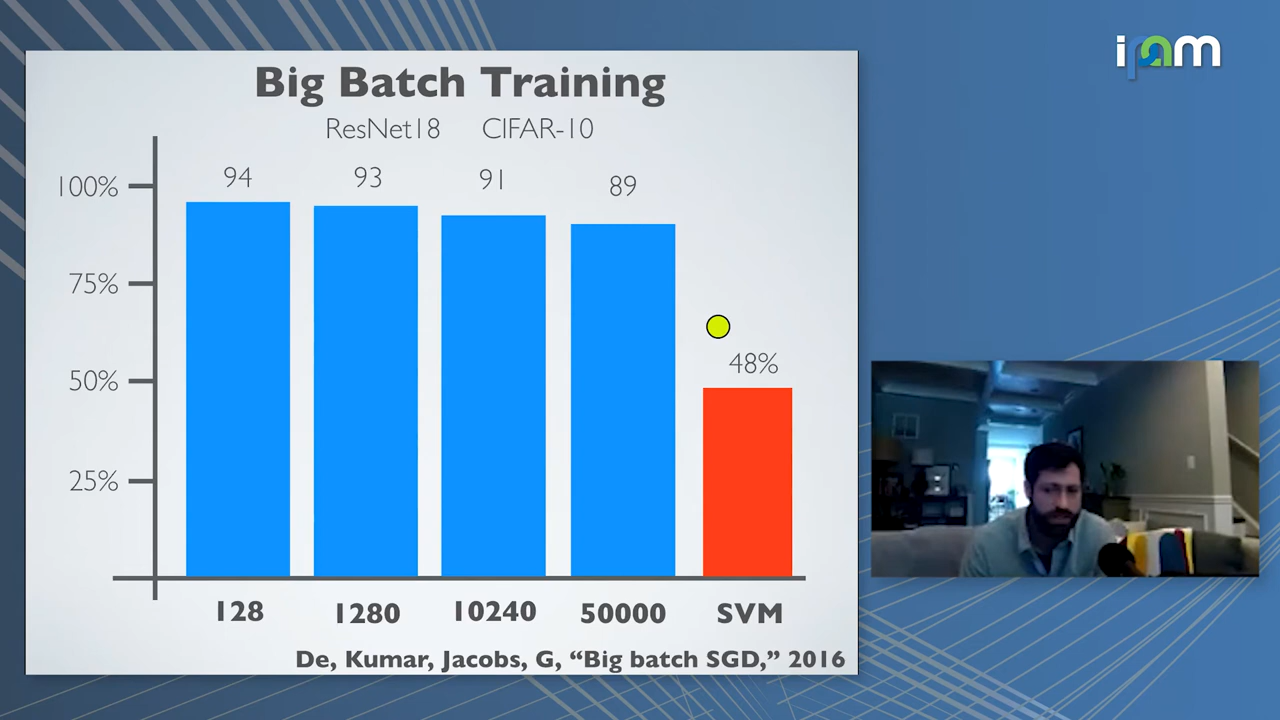 ipam
Big Batch Training
ResNet18 CIFAR-10
94 93 91 89
100%
75%
50%
25%
48%
128 1280 10240 50000 SVM
De, Kumar, Jacobs, G, “Big batch SGD,” 2016